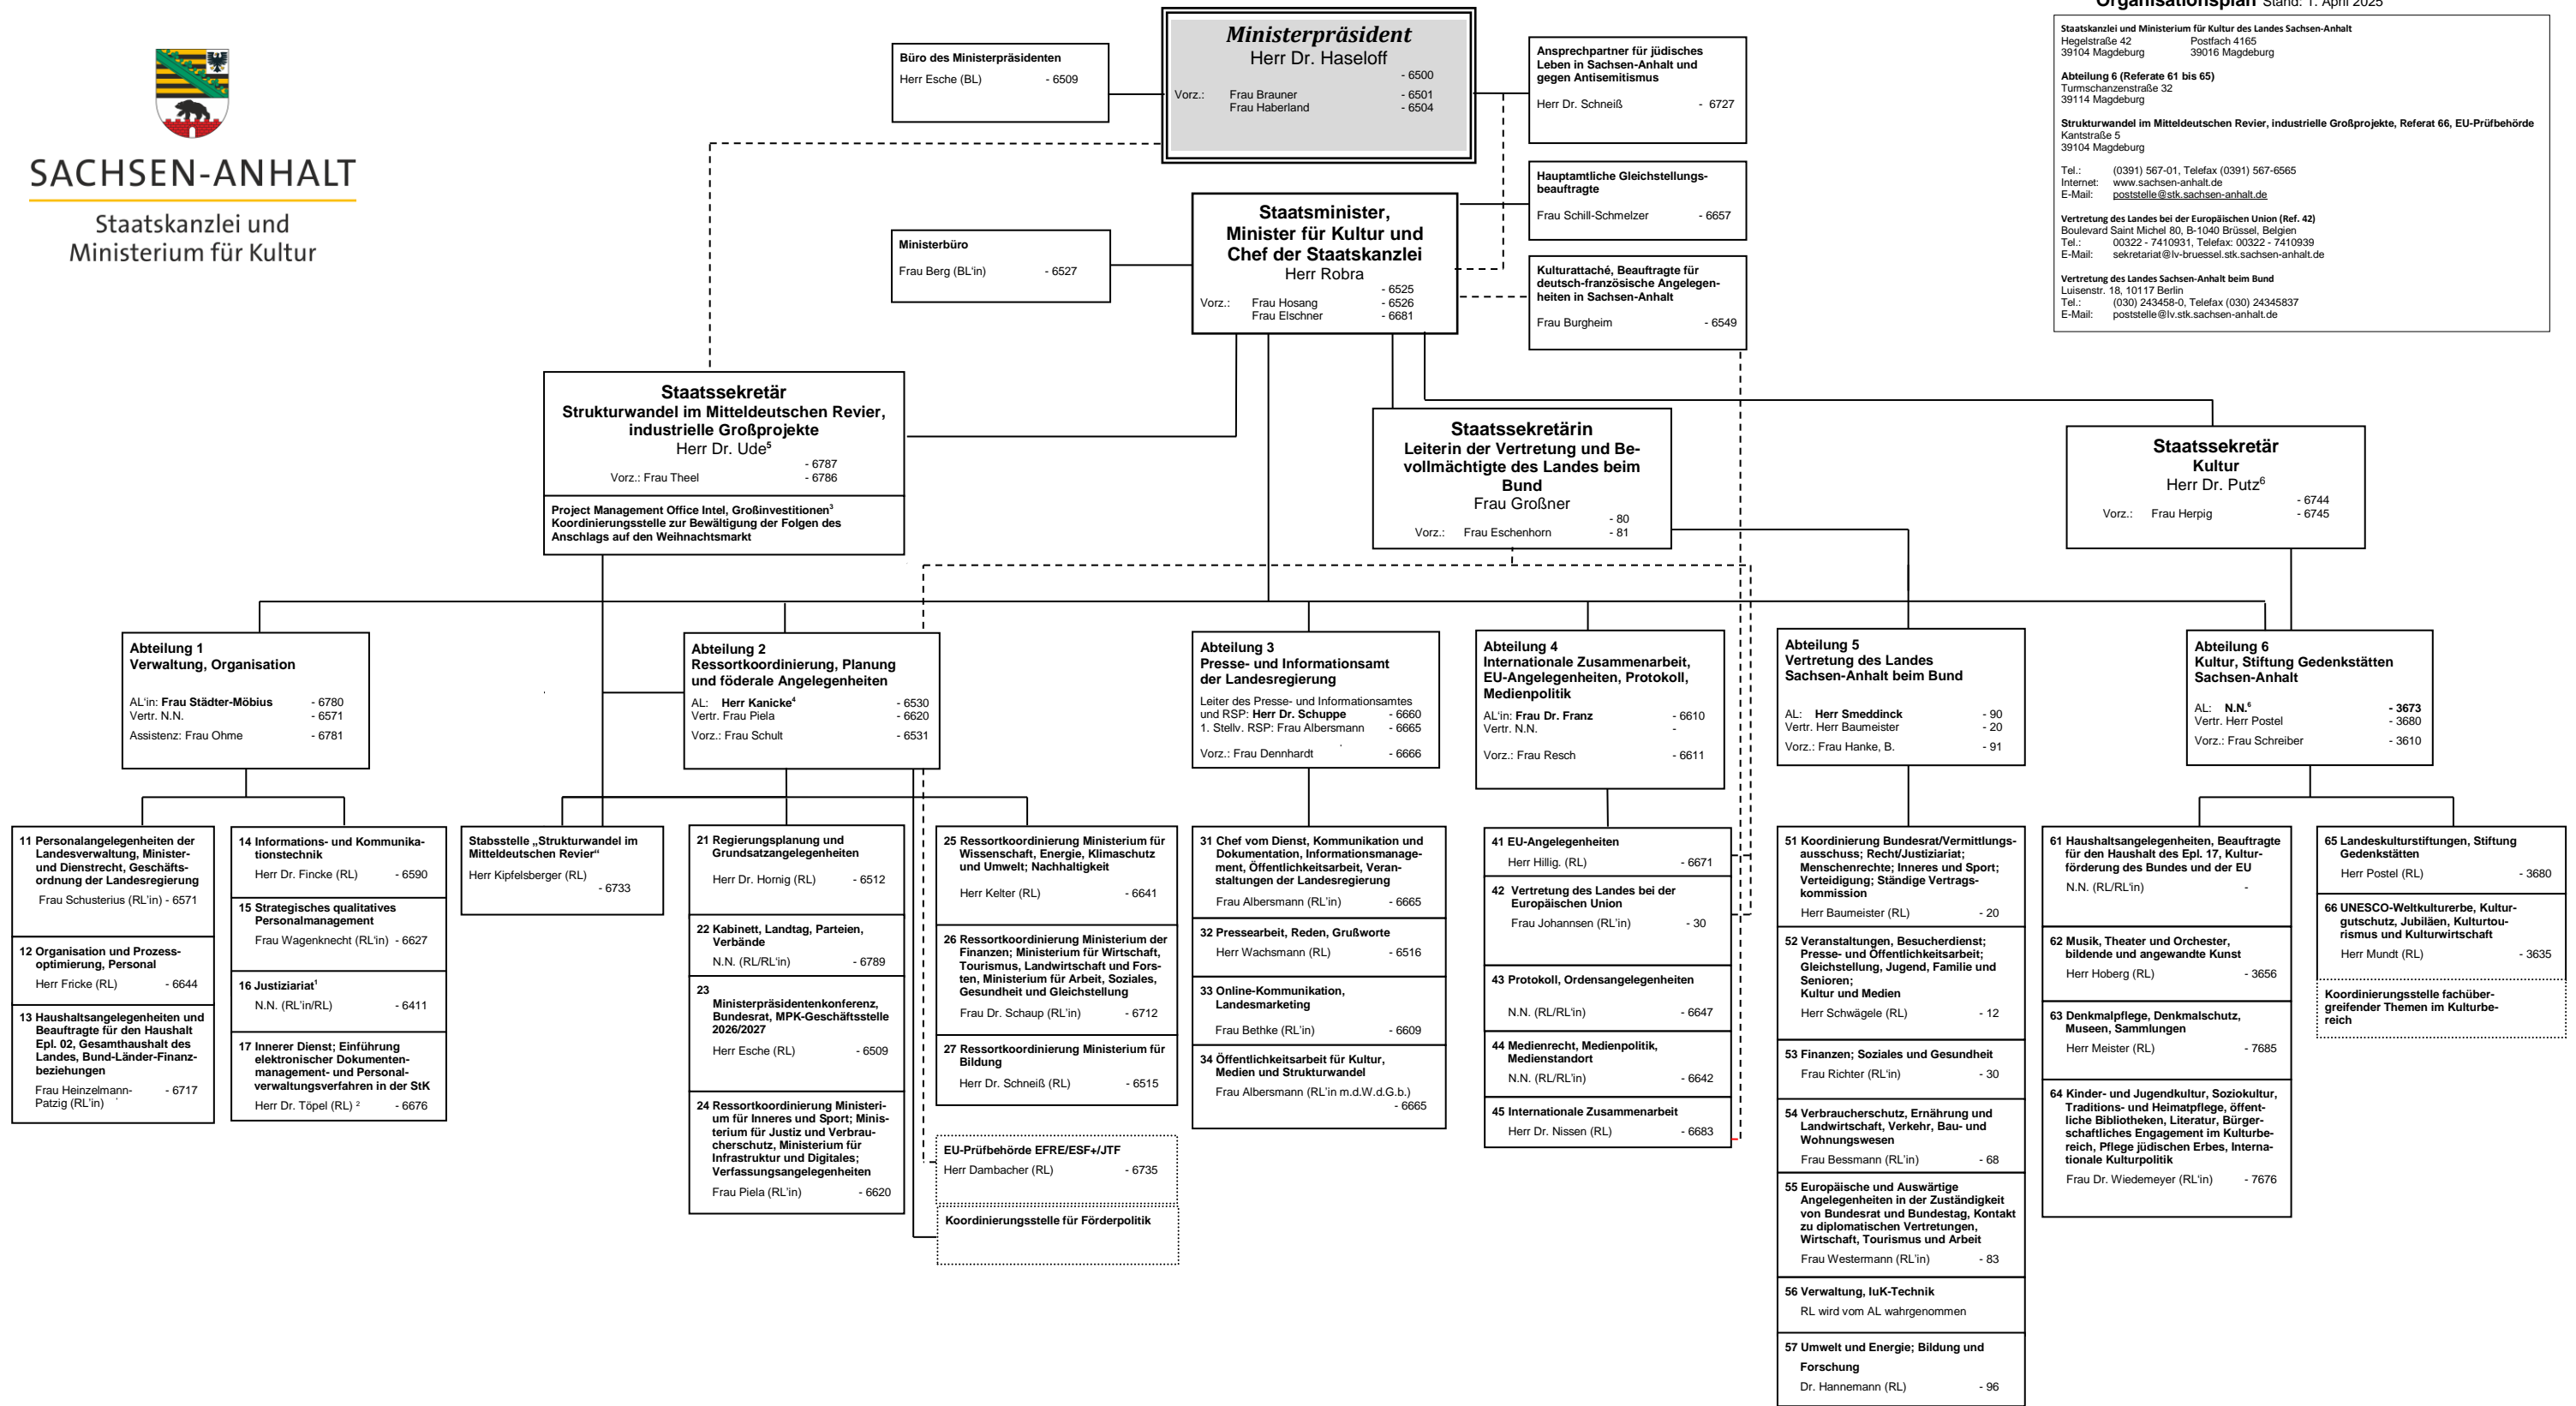 Organisationsplan Stand: 1. April 2025
SACHSEN-ANHALT
Staatskanzlei und
Ministerium für Kultur
Büro des Ministerpräsidenten
Herr Esche (BL) - 6509
Ministerpräsident
Herr Dr. Haseloff
- 6500
Vorz.: Frau Brauner - 6501
Frau Haberland - 6504
Ansprechpartner für jüdisches
Leben in Sachsen-Anhalt und
gegen Antisemitismus
Herr Dr. Schneiß - 6727
Hauptamtliche Gleichstellungs-
beauftragte
Frau Schill-Schmelzer - 6657
Ministerbüro
Frau Berg (BL'in) - 6527
Staatsminister,
Minister für Kultur und
Chef der Staatskanzlei
Herr Robra
- 6525
Vorz.: Frau Hosang - 6526
Frau Elschner - 6681
Kulturattaché, Beauftragte für
deutsch-französische Angelegen-
heiten in Sachsen-Anhalt
Frau Burgheim - 6549
Staatskanzlei und Ministerium für Kultur des Landes Sachsen-Anhalt
Hegelstraße 42 Postfach 4165
39104 Magdeburg 39016 Magdeburg
Abteilung 6 (Referate 61 bis 65)
Turmschanzenstraße 32
39114 Magdeburg
Strukturwandel im Mitteldeutschen Revier, industrielle Großprojekte, Referat 66, EU-Prüfbehörde
Kantstraße 5
39104 Magdeburg
Tel.: (0391) 567-01, Telefax (0391) 567-6565
Internet: www.sachsen-anhalt.de
E-Mail: poststelle@stk.sachsen-anhalt.de
Vertretung des Landes bei der Europäischen Union (Ref. 42)
Boulevard Saint Michel 80, B-1040 Brüssel, Belgien
Tel.: 00322 - 7410931, Telefax: 00322 - 7410939
E-Mail: sekretariat@lv-bruessel.stk.sachsen-anhalt.de
Vertretung des Landes Sachsen-Anhalt beim Bund
Luisenstr. 18, 10117 Berlin
Tel.: (030) 243458-0, Telefax (030) 24345837
E-Mail: poststelle@lv.stk.sachsen-anhalt.de
Staatssekretär
Strukturwandel im Mitteldeutschen Revier,
industrielle Großprojekte
Herr Dr. Ude⁵
- 6787
Vorz.: Frau Theel - 6786
Project Management Office Intel, Großinvestitionen³
Koordinierungsstelle zur Bewältigung der Folgen des
Anschlags auf den Weihnachtsmarkt
Staatssekretärin
Leiterin der Vertretung und Be-
vollmächtigte des Landes beim
Bund
Frau Großner
- 80
Vorz.: Frau Eschenhorn - 81
Staatssekretär
Kultur
Herr Dr. Putz⁶
- 6744
Vorz.: Frau Herpig - 6745
Abteilung 1
Verwaltung, Organisation
AL'in: Frau Städter-Möbius - 6780
Vertr. N.N. - 6571
Assistenz: Frau Ohme - 6781
Abteilung 2
Ressortkoordinierung, Planung
und föderale Angelegenheiten
AL: Herr Kanicke⁴ - 6530
Vertr. Frau Piela - 6620
Vorz.: Frau Schult - 6531
Abteilung 3
Presse- und Informationsamt
der Landesregierung
Leiter des Presse- und Informationsamtes
und RSP: Herr Dr. Schuppe - 6660
1. Stellv. RSP: Frau Albersmann - 6665
Vorz.: Frau Dennhardt - 6666
Abteilung 4
Internationale Zusammenarbeit,
EU-Angelegenheiten, Protokoll,
Medienpolitik
AL'in: Frau Dr. Franz - 6610
Vertr. N.N. -
Vorz.: Frau Resch - 6611
Abteilung 5
Vertretung des Landes
Sachsen-Anhalt beim Bund
AL: Herr Smeddinck - 90
Vertr. Herr Baumeister - 20
Vorz.: Frau Hanke, B. - 91
Abteilung 6
Kultur, Stiftung Gedenkstätten
Sachsen-Anhalt
AL: N.N.⁶ - 3673
Vertr. Herr Postel - 3680
Vorz.: Frau Schreiber - 3610
11 Personalangelegenheiten der
Landesverwaltung, Minister-
und Dienstrecht, Geschäfts-
ordnung der Landesregierung
Frau Schusterius (RL'in) - 6571
12 Organisation und Prozess-
optimierung, Personal
Herr Fricke (RL) - 6644
13 Haushaltsangelegenheiten und
Beauftragte für den Haushalt
Epl. 02, Gesamthaushalt des
Landes, Bund-Länder-Finanz-
beziehungen
Frau Heinzelmann- - 6717
Patzig (RL'in)
14 Informations- und Kommunika-
tionstechnik
Herr Dr. Fincke (RL) - 6590
15 Strategisches qualitatives
Personalmanagement
Frau Wagenknecht (RL'in) - 6627
16 Justiziariat¹
N.N. (RL'in/RL) - 6411
17 Innerer Dienst; Einführung
elektronischer Dokumenten-
management- und Personal-
verwaltungsverfahren in der StK
Herr Dr. Töpel (RL) ² - 6676
Stabsstelle „Strukturwandel im
Mitteldeutschen Revier“
Herr Kipfelsberger (RL)
- 6733
21 Regierungsplanung und
Grundsatzangelegenheiten
Herr Dr. Hornig (RL) - 6512
22 Kabinett, Landtag, Parteien,
Verbände
N.N. (RL/RL'in) - 6789
23
Ministerpräsidentenkonferenz,
Bundesrat, MPK-Geschäftsstelle
2026/2027
Herr Esche (RL) - 6509
24 Ressortkoordinierung Ministeri-
um für Inneres und Sport; Minis-
terium für Justiz und Verbrau-
cherschutz, Ministerium für
Infrastruktur und Digitales;
Verfassungsangelegenheiten
Frau Piela (RL'in) - 6620
25 Ressortkoordinierung Ministerium für
Wissenschaft, Energie, Klimaschutz
und Umwelt; Nachhaltigkeit
Herr Kelter (RL) - 6641
26 Ressortkoordinierung Ministerium der
Finanzen; Ministerium für Wirtschaft,
Tourismus, Landwirtschaft und Fors-
ten, Ministerium für Arbeit, Soziales,
Gesundheit und Gleichstellung
Frau Dr. Schaup (RL'in) - 6712
27 Ressortkoordinierung Ministerium für
Bildung
Herr Dr. Schneiß (RL) - 6515
EU-Prüfbehörde EFRE/ESF+/JTF
Herr Dambacher (RL) - 6735
Koordinierungsstelle für Förderpolitik
31 Chef vom Dienst, Kommunikation und
Dokumentation, Informationsmanage-
ment, Öffentlichkeitsarbeit, Veran-
staltungen der Landesregierung
Frau Albersmann (RL'in) - 6665
32 Pressearbeit, Reden, Grußworte
Herr Wachsmann (RL) - 6516
33 Online-Kommunikation,
Landesmarketing
Frau Bethke (RL'in) - 6609
34 Öffentlichkeitsarbeit für Kultur,
Medien und Strukturwandel
Frau Albersmann (RL'in m.d.W.d.G.b.)
- 6665
41 EU-Angelegenheiten
Herr Hillig. (RL) - 6671
42 Vertretung des Landes bei der
Europäischen Union
Frau Johannsen (RL'in) - 30
43 Protokoll, Ordensangelegenheiten
N.N. (RL/RL'in) - 6647
44 Medienrecht, Medienpolitik,
Medienstandort
N.N. (RL/RL'in) - 6642
45 Internationale Zusammenarbeit
Herr Dr. Nissen (RL) - 6683
51 Koordinierung Bundesrat/Vermittlungs-
ausschuss; Recht/Justiziariat;
Menschenrechte; Inneres und Sport;
Verteidigung; Ständige Vertrags-
kommission
Herr Baumeister (RL) - 20
52 Veranstaltungen, Besucherdienst;
Presse- und Öffentlichkeitsarbeit;
Gleichstellung, Jugend, Familie und
Senioren;
Kultur und Medien
Herr Schwägele (RL) - 12
53 Finanzen; Soziales und Gesundheit
Frau Richter (RL'in) - 30
54 Verbraucherschutz, Ernährung und
Landwirtschaft, Verkehr, Bau- und
Wohnungswesen
Frau Bessmann (RL'in) - 68
55 Europäische und Auswärtige
Angelegenheiten in der Zuständigkeit
von Bundesrat und Bundestag, Kontakt
zu diplomatischen Vertretungen,
Wirtschaft, Tourismus und Arbeit
Frau Westermann (RL'in) - 83
56 Verwaltung, IuK-Technik
RL wird vom AL wahrgenommen
57 Umwelt und Energie; Bildung und
Forschung
Dr. Hannemann (RL) - 96
61 Haushaltsangelegenheiten, Beauftragte
für den Haushalt des Epl. 17, Kultur-
förderung des Bundes und der EU
N.N. (RL/RL'in) -
62 Musik, Theater und Orchester,
bildende und angewandte Kunst
Herr Hoberg (RL) - 3656
63 Denkmalpflege, Denkmalschutz,
Museen, Sammlungen
Herr Meister (RL) - 7685
64 Kinder- und Jugendkultur, Soziokultur,
Traditions- und Heimatpflege, öffent-
liche Bibliotheken, Literatur, Bürger-
schaftliches Engagement im Kulturbe-
reich, Pflege jüdischen Erbes, Interna-
tionale Kulturpolitik
Frau Dr. Wiedemeyer (RL'in) - 7676
65 Landeskulturstiftungen, Stiftung
Gedenkstätten
Herr Postel (RL) - 3680
66 UNESCO-Weltkulturerbe, Kultur-
gutschutz, Jubiläen, Kulturtou-
rismus und Kulturwirtschaft
Herr Mundt (RL) - 3635
Koordinierungsstelle fachüber-
greifender Themen im Kulturbe-
reich